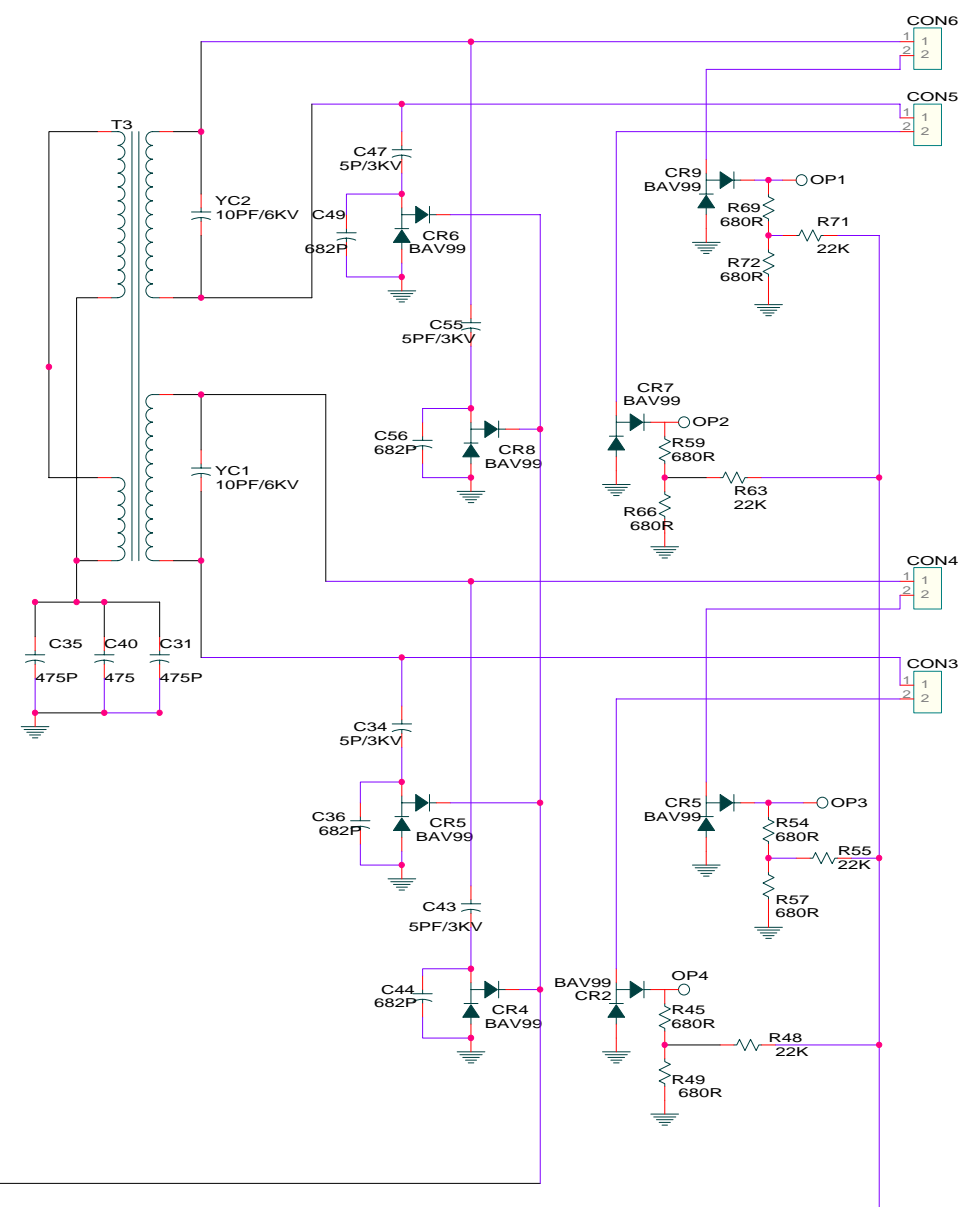 CON6
1 1
2 2
CON5
1 1
2 2
T3
C47
5P/3KV
YC2
10PF/6KV
C49
682P
CR6
BAV99
CR9
BAV99
OP1
R69
680R
R71
22K
R72
680R
C55
5PF/3KV
CR7
BAV99
OP2
C56
682P
CR8
BAV99
R59
680R
R63
22K
R66
680R
YC1
10PF/6KV
CON4
1 1
2 2
C35
475P
C40
475
C31
475P
CON3
1 1
2 2
C34
5P/3KV
C36
682P
CR5
BAV99
CR5
BAV99
OP3
R54
680R
R55
22K
R57
680R
C43
5PF/3KV
C44
682P
CR4
BAV99
BAV99
CR2
OP4
R45
680R
R48
22K
R49
680R